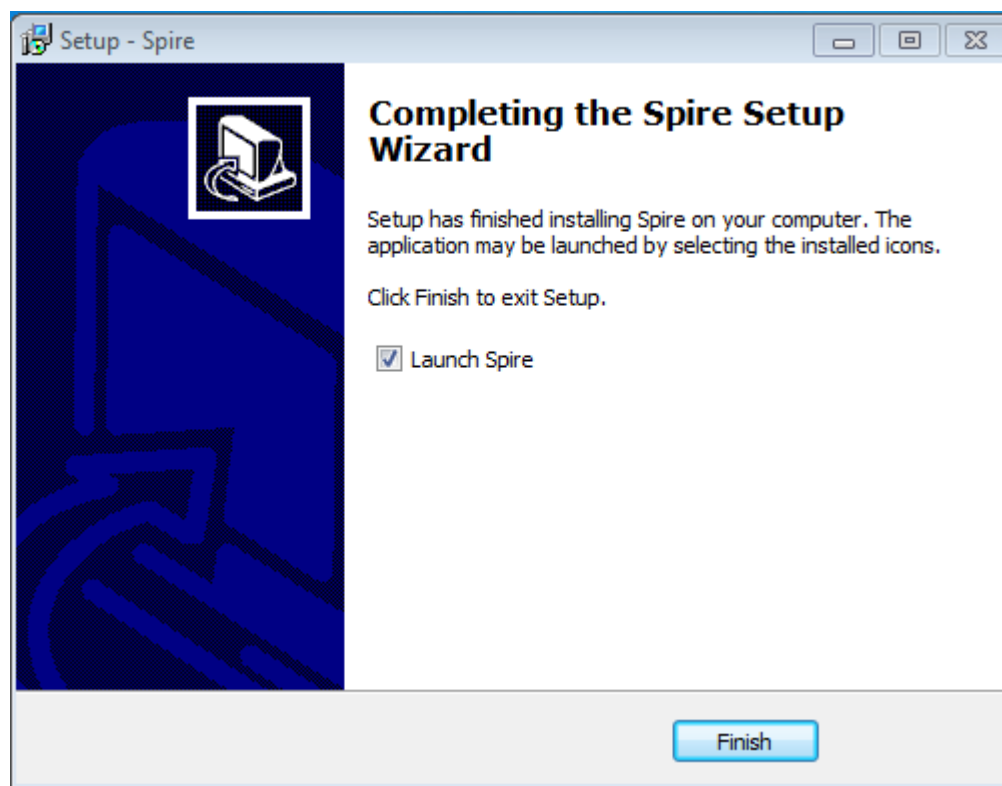 Setup - Spire
Completing the Spire Setup
Wizard
Setup has finished installing Spire on your computer. The
application may be launched by selecting the installed icons.
Click Finish to exit Setup.
Launch Spire
Finish